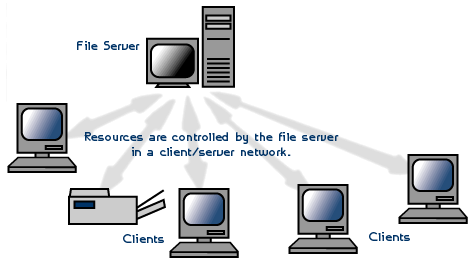 File Server
Resources are controlled by the file server
in a client/server network.
Clients
Clients